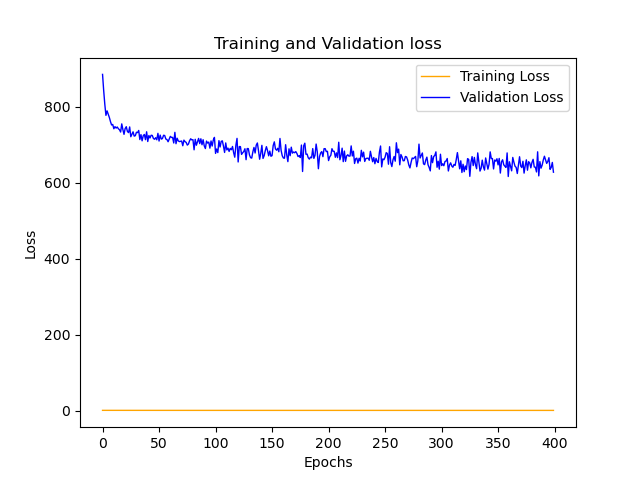 Training and Validation loss
Training Loss
Validation Loss
800
600
400
200
0
Loss
0 50 100 150 200 250 300 350 400
Epochs